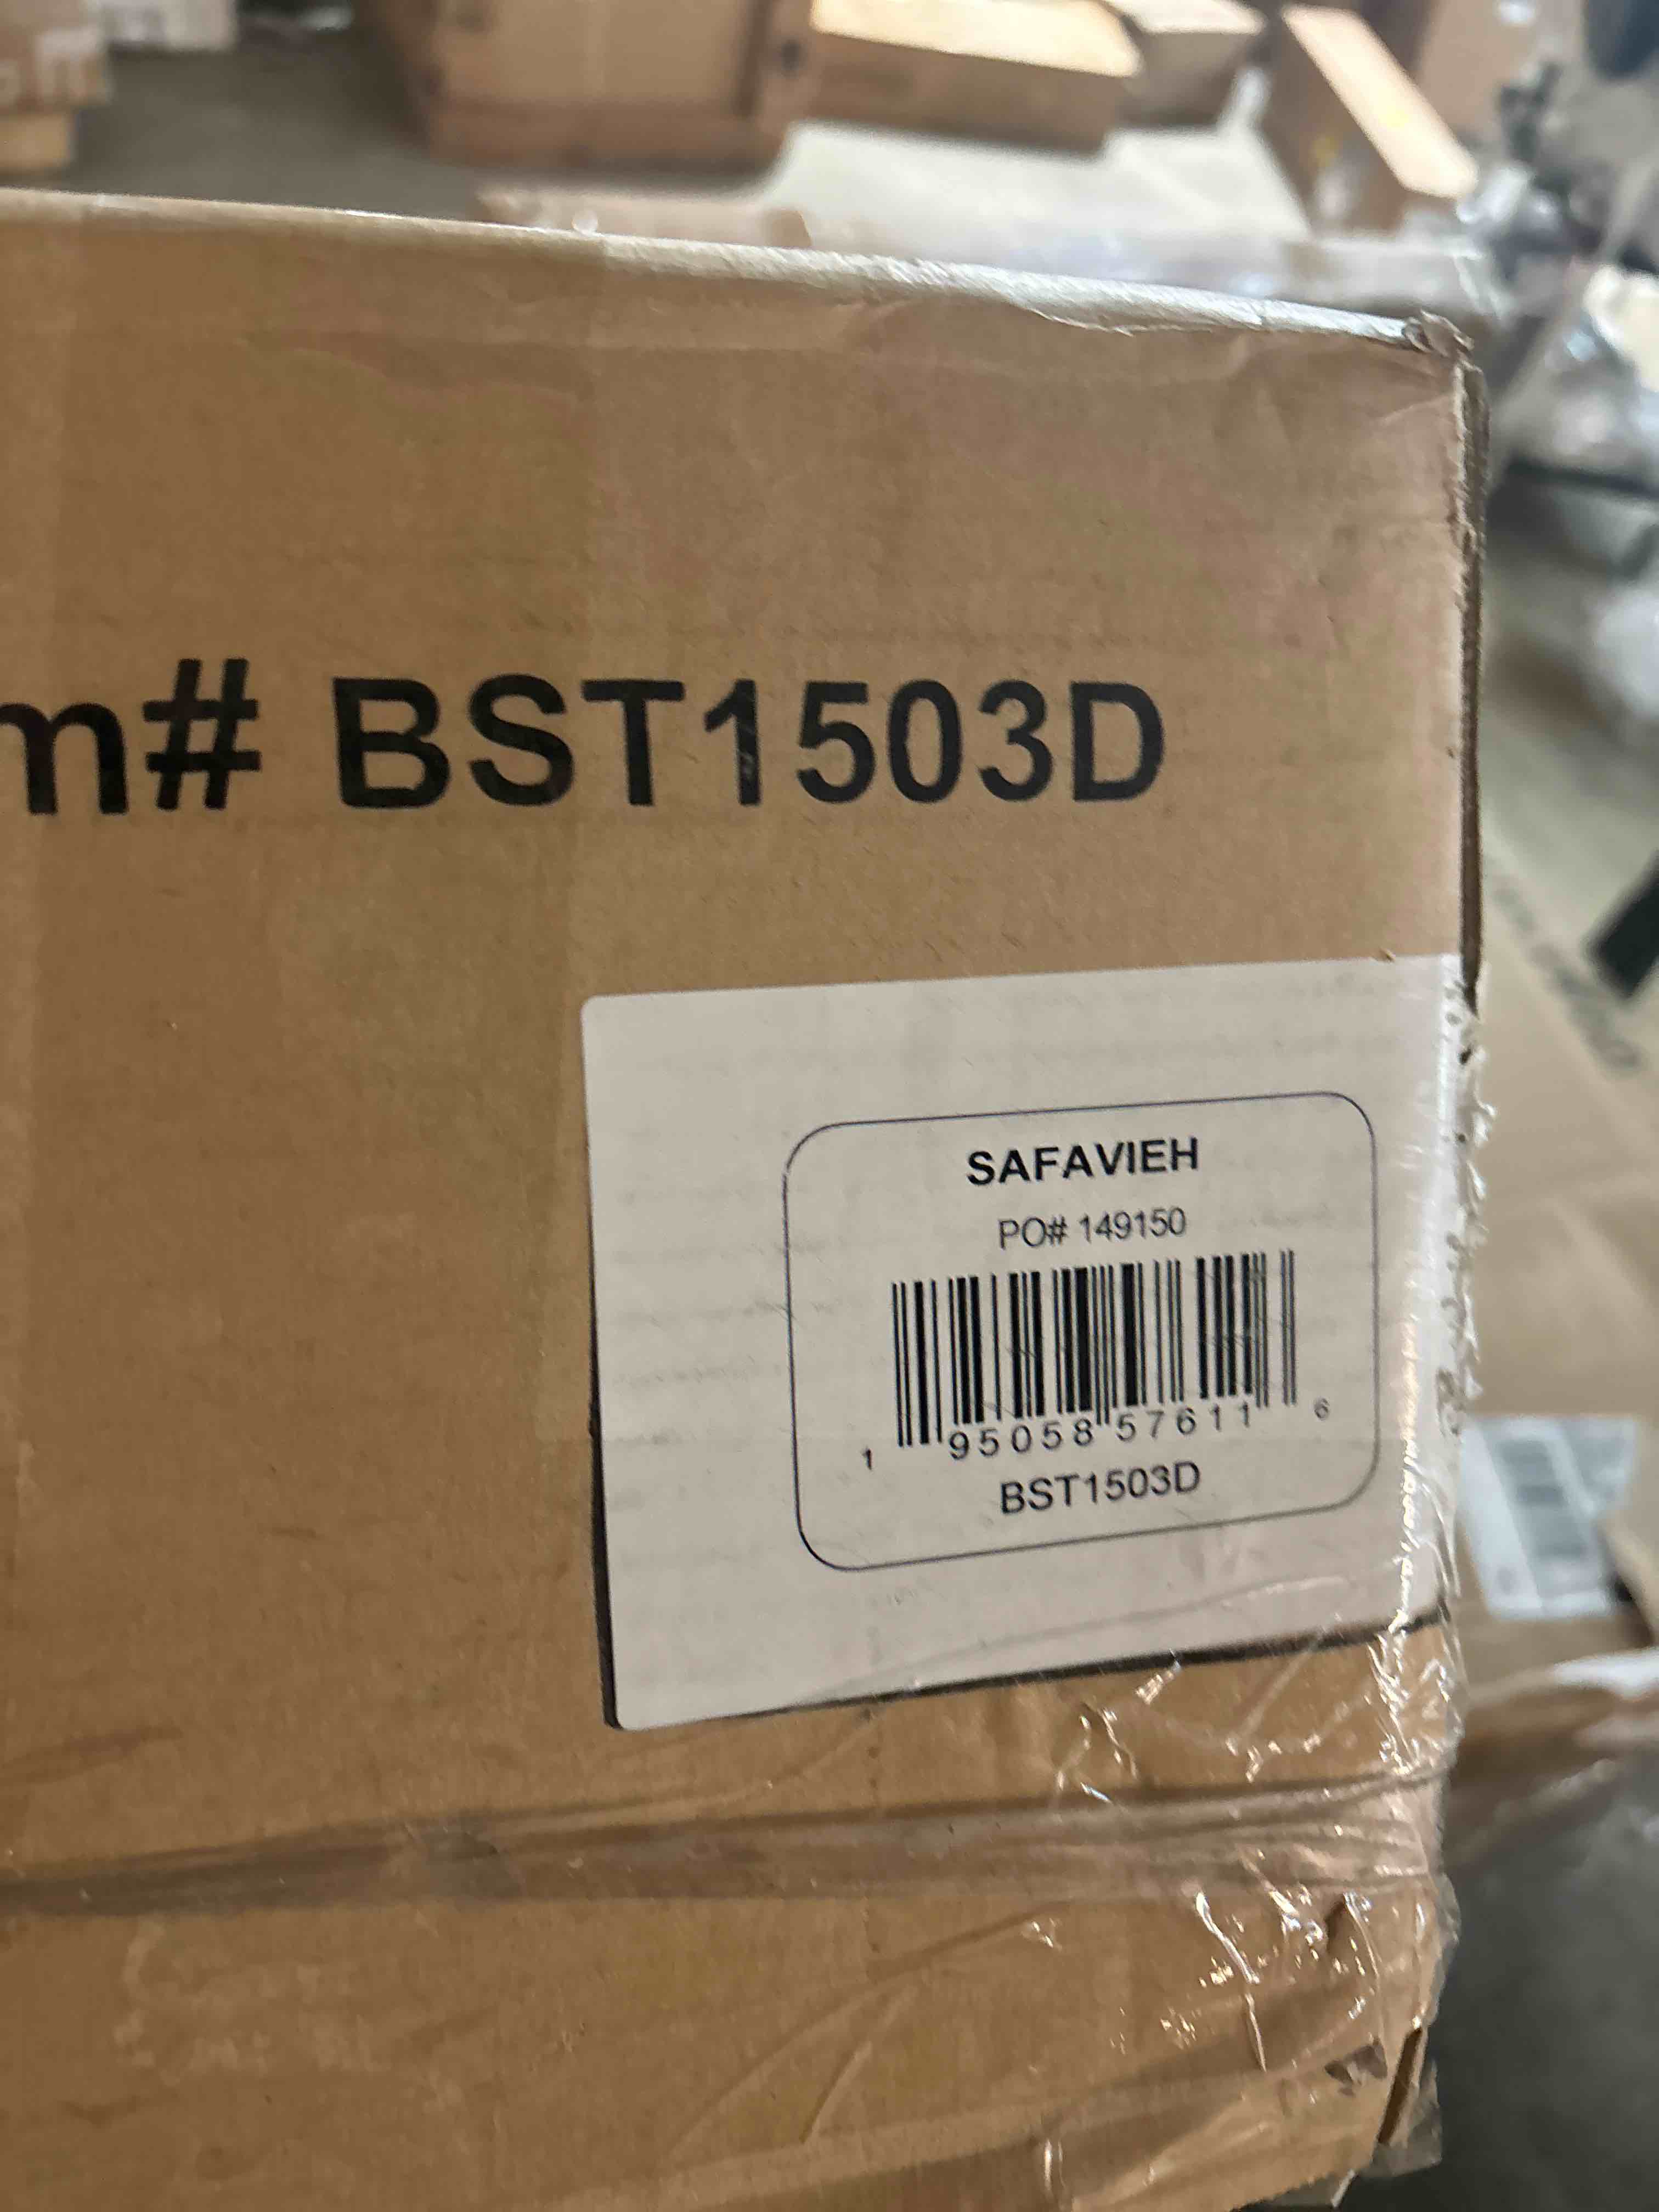 m# BST1503D
SAFAVIEH
PO# 149150
1 95058 57611 6
BST1503D